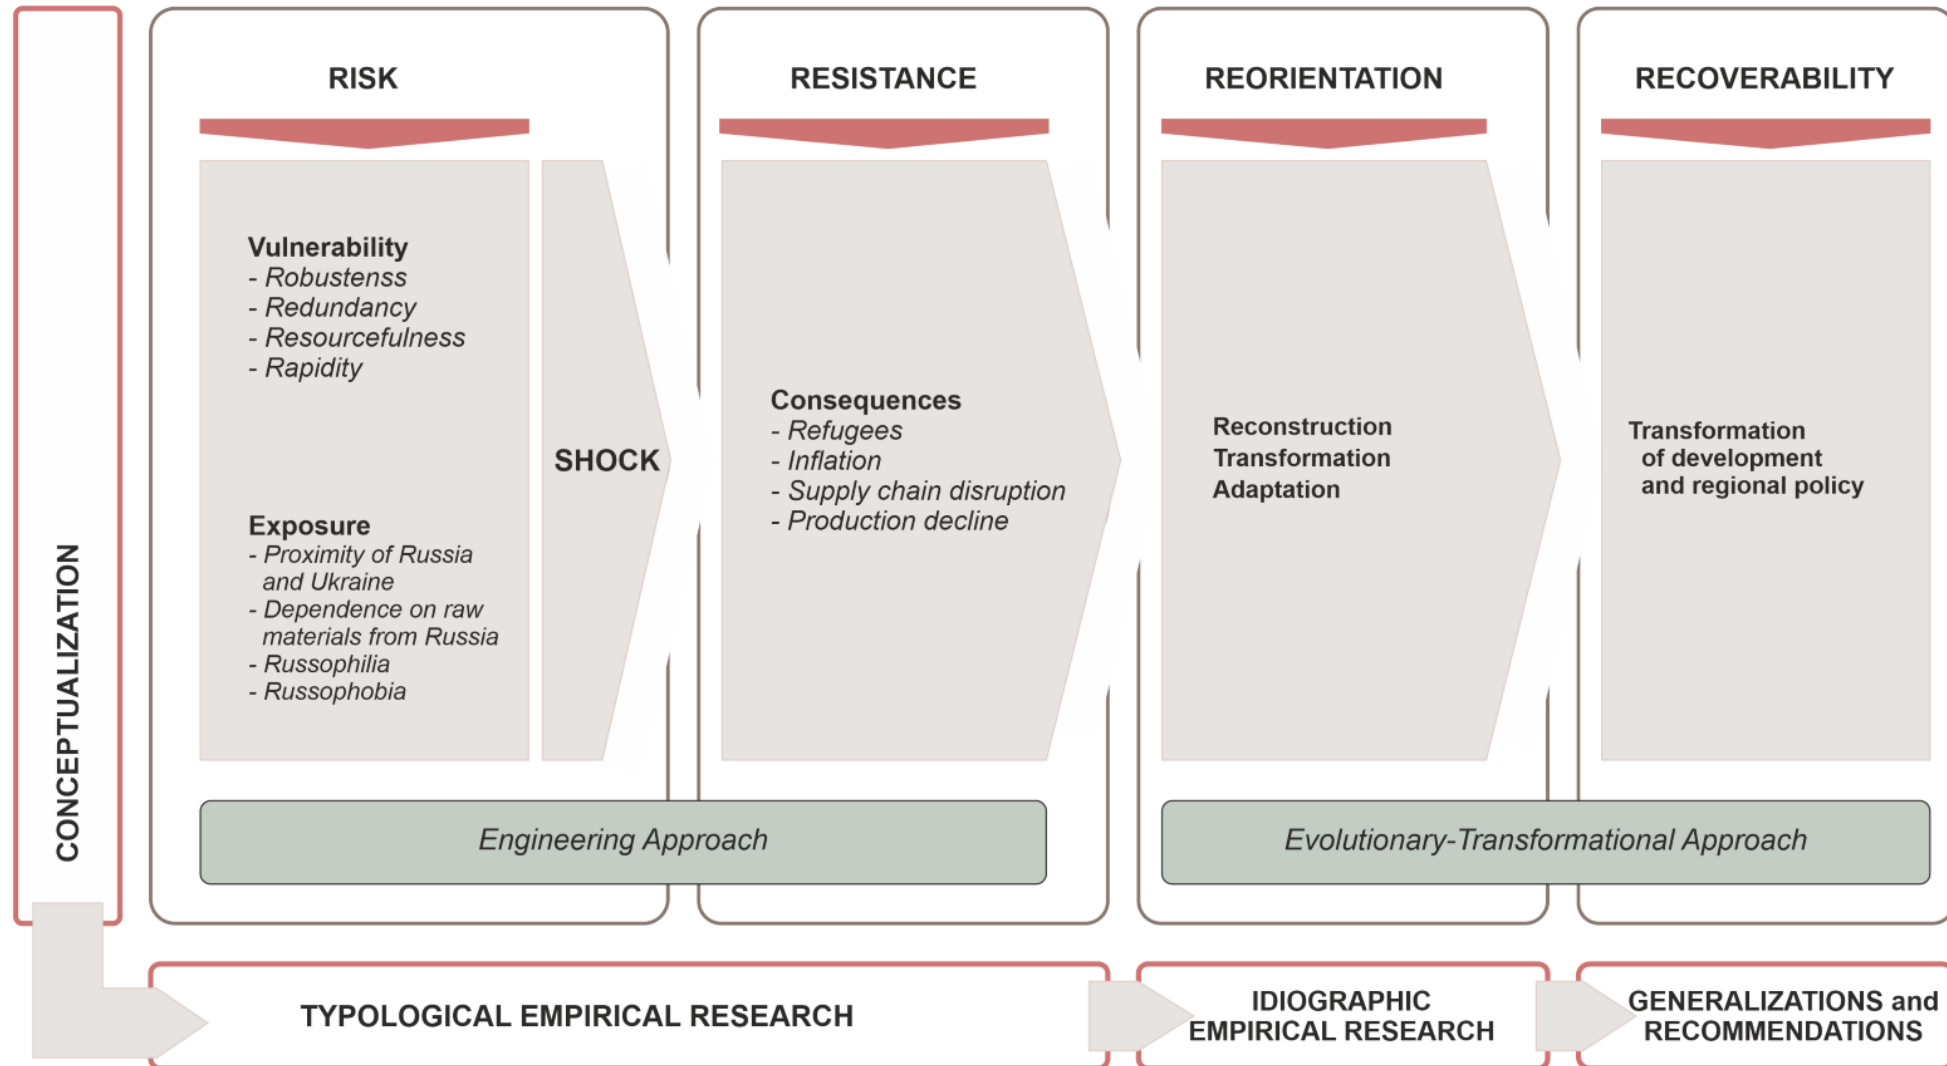 CONCEPTUALIZATION
RISK
Vulnerability
- Robustenss
- Redundancy
- Resourcefulness
- Rapidity
Exposure
- Proximity of Russia
and Ukraine
- Dependence on raw
materials from Russia
- Russophilia
- Russophobia
SHOCK
RESISTANCE
Consequences
- Refugees
- Inflation
- Supply chain disruption
- Production decline
Engineering Approach
REORIENTATION
Reconstruction
Transformation
Adaptation
RECOVERABILITY
Transformation
of development
and regional policy
Evolutionary-Transformational Approach
TYPOLOGICAL EMPIRICAL RESEARCH
IDIOGRAPHIC
EMPIRICAL RESEARCH
GENERALIZATIONS and
RECOMMENDATIONS